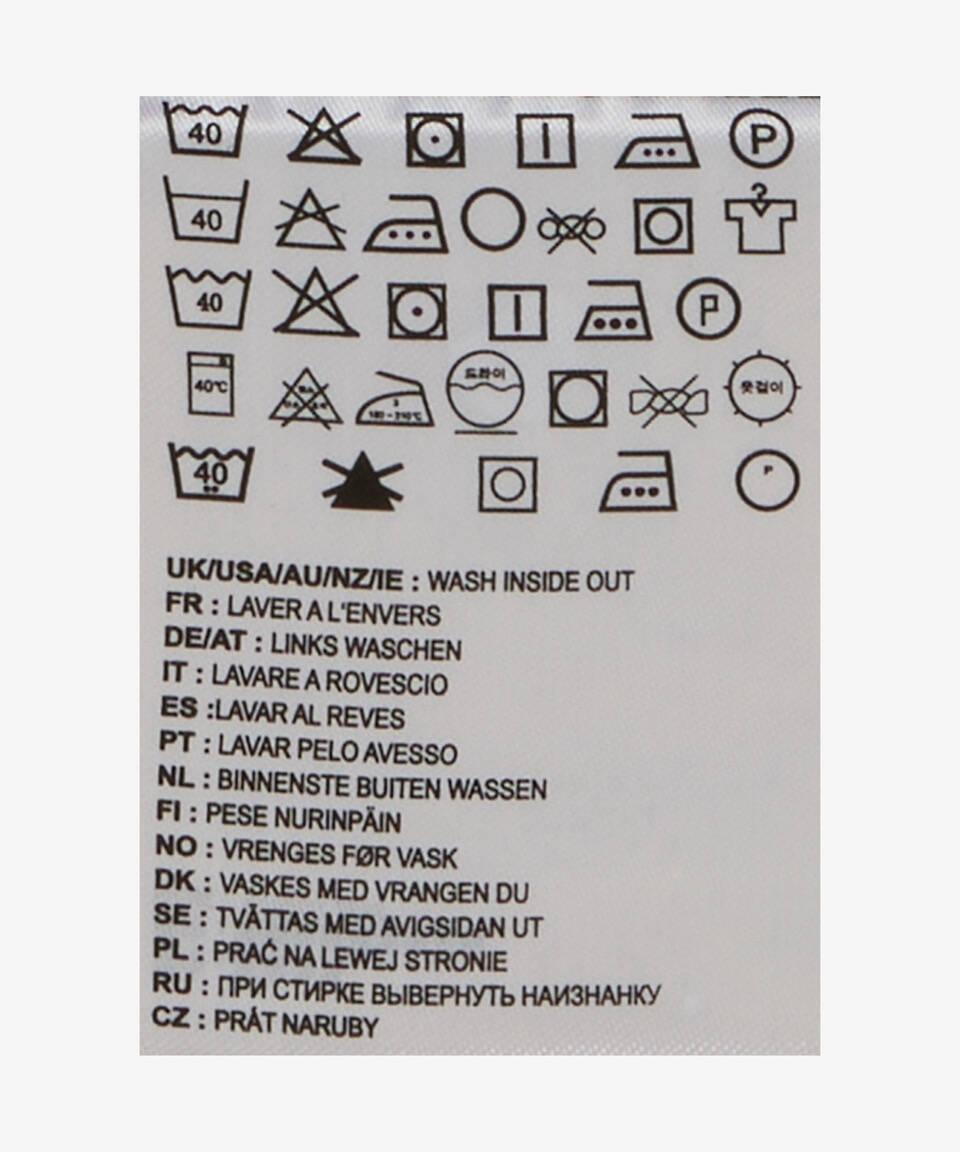 40 P
40
40 P
40℃ 3 180~210℃ 드라이 옷걸이
40 P
UK/USA/AU/NZ/IE : WASH INSIDE OUT
FR : LAVER A L'ENVERS
DE/AT : LINKS WASCHEN
IT : LAVARE A ROVESCIO
ES :LAVAR AL REVES
PT : LAVAR PELO AVESSO
NL : BINNENSTE BUITEN WASSEN
FI : PESE NURINPÄIN
NO : VRENGES FØR VASK
DK : VASKES MED VRANGEN DU
SE : TVÄTTAS MED AVIGSIDAN UT
PL : PRAĆ NA LEWEJ STRONIE
RU : ПРИ СТИРКЕ ВЫВЕРНУТЬ НАИЗНАНКУ
CZ : PRÁT NARUBY